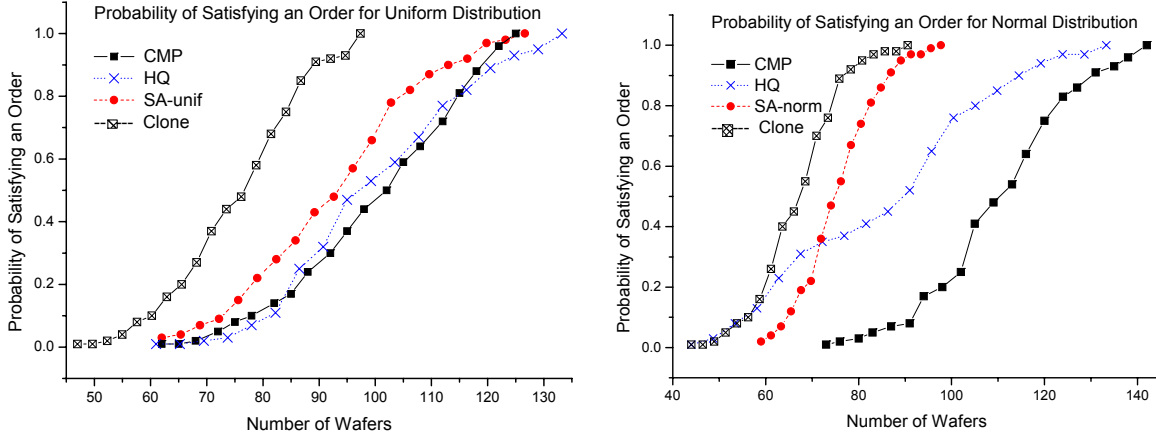 Probability of Satisfying an Order for Uniform Distribution
1.0
0.8
0.6
0.4
0.2
0.0
Probability of Satisfying an Order
CMP
HQ
SA-unif
Clone
50 60 70 80 90 100 110 120 130
Number of Wafers
Probability of Satisfying an Order for Normal Distribution
1.0
0.8
0.6
0.4
0.2
0.0
Probability of Satisfying an Order
CMP
HQ
SA-norm
Clone
40 60 80 100 120 140
Number of Wafers